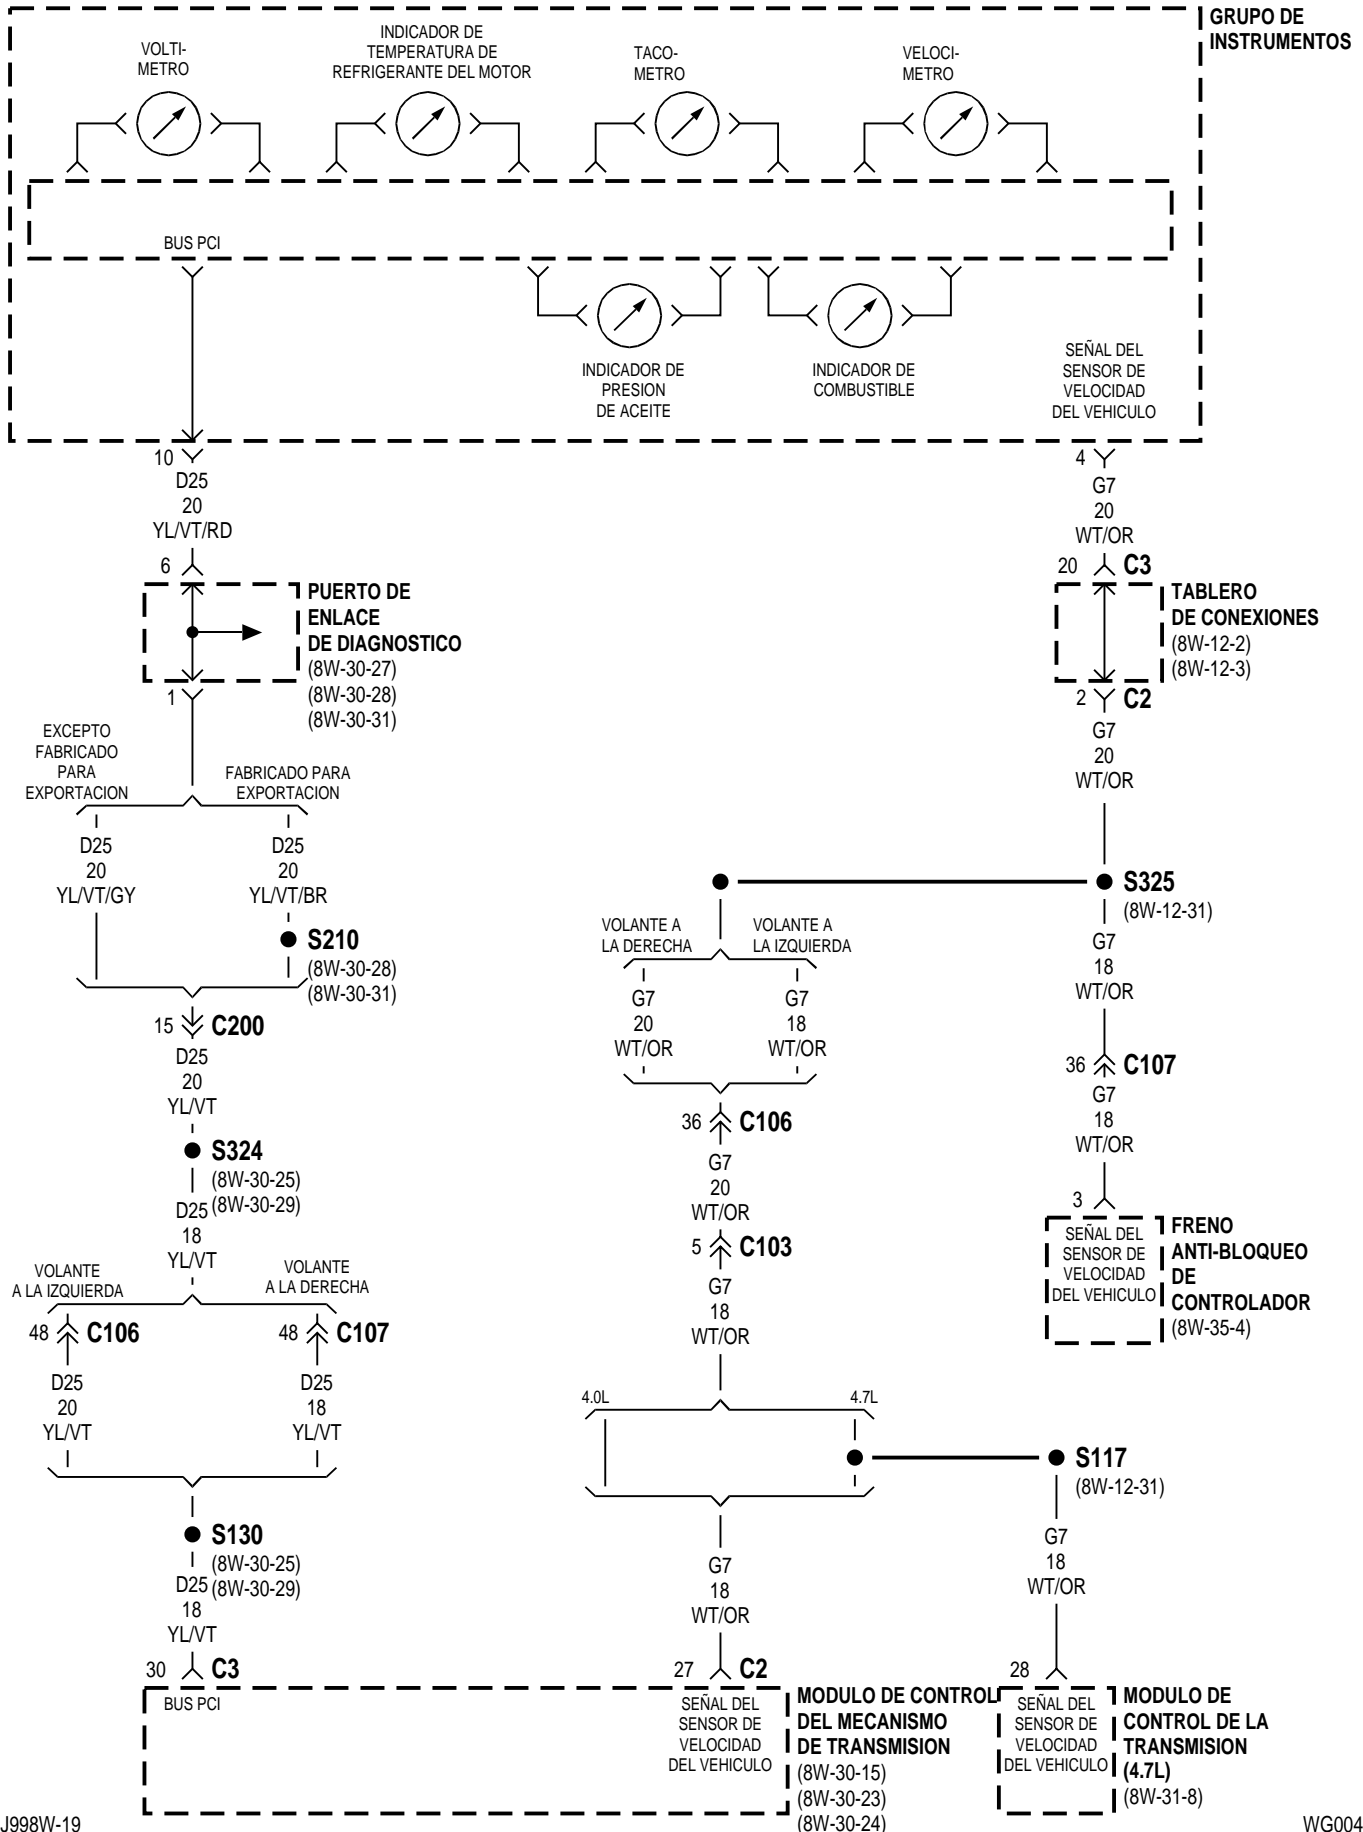 GRUPO DE
INSTRUMENTOS
VOLTI-
METRO
INDICADOR DE
TEMPERATURA DE
REFRIGERANTE DEL MOTOR
TACO-
METRO
VELOCI-
METRO
BUS PCI
INDICADOR DE
PRESION
DE ACEITE
INDICADOR DE
COMBUSTIBLE
SEÑAL DEL
SENSOR DE
VELOCIDAD
DEL VEHICULO
10
D25
20
YL/VT/RD
6
PUERTO DE
ENLACE
DE DIAGNOSTICO
(8W-30-27)
(8W-30-28)
(8W-30-31)
1
EXCEPTO
FABRICADO
PARA
EXPORTACION
FABRICADO PARA
EXPORTACION
D25
20
YL/VT/GY
D25
20
YL/VT/BR
S210
(8W-30-28)
(8W-30-31)
15
C200
D25
20
YL/VT
S324
(8W-30-25)
(8W-30-29)
D25
18
YL/VT
VOLANTE
A LA IZQUIERDA
VOLANTE
A LA DERECHA
48
C106
48
C107
D25
20
YL/VT
D25
18
YL/VT
S130
(8W-30-25)
(8W-30-29)
D25
18
YL/VT
30
C3
BUS PCI
4
G7
20
WT/OR
20
C3
TABLERO
DE CONEXIONES
(8W-12-2)
(8W-12-3)
2
C2
G7
20
WT/OR
S325
(8W-12-31)
VOLANTE A
LA DERECHA
VOLANTE A
LA IZQUIERDA
G7
20
WT/OR
G7
18
WT/OR
36
C106
G7
20
WT/OR
5
C103
G7
18
WT/OR
4.0L
4.7L
G7
18
WT/OR
36
C107
G7
18
WT/OR
3
SEÑAL DEL
SENSOR DE
VELOCIDAD
DEL VEHICULO
FRENO
ANTI-BLOQUEO
DE
CONTROLADOR
(8W-35-4)
S117
(8W-12-31)
G7
18
WT/OR
27
C2
SEÑAL DEL
SENSOR DE
VELOCIDAD
DEL VEHICULO
MODULO DE CONTROL
DEL MECANISMO
DE TRANSMISION
(8W-30-15)
(8W-30-23)
(8W-30-24)
G7
18
WT/OR
28
SEÑAL DEL
SENSOR DE
VELOCIDAD
DEL VEHICULO
MODULO DE
CONTROL DE LA
TRANSMISION
(4.7L)
(8W-31-8)
J998W-19
WG004